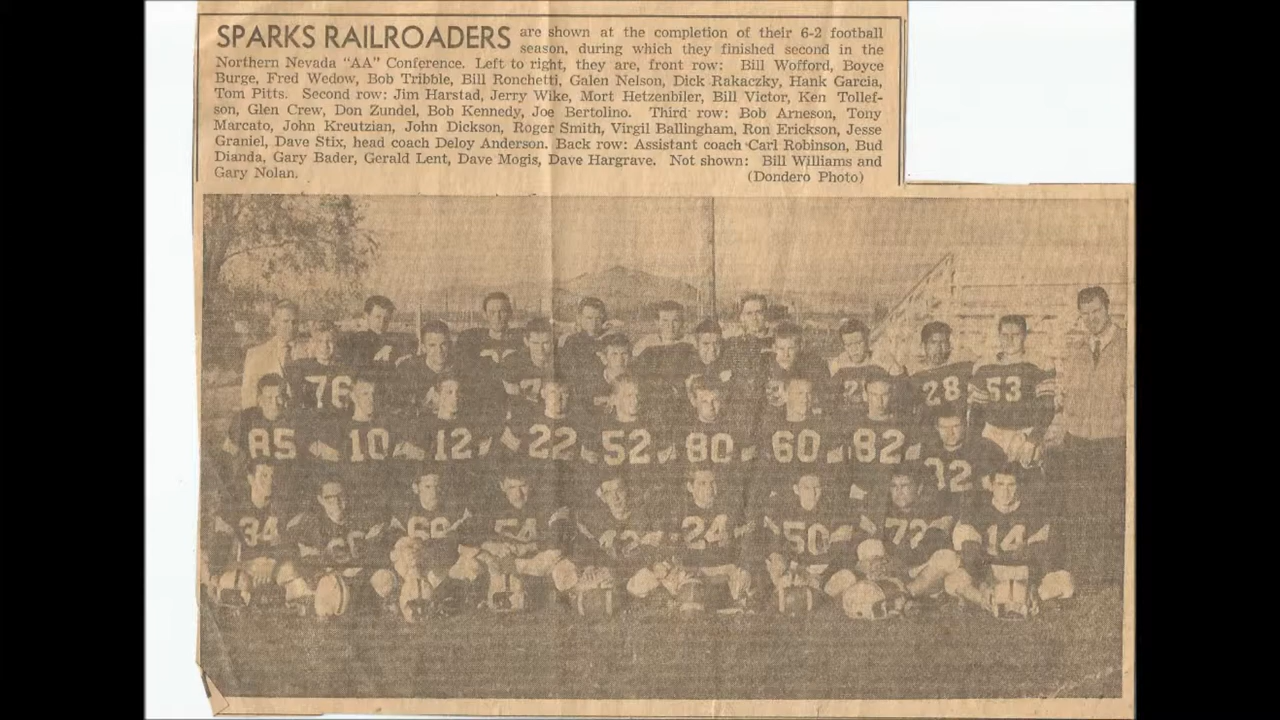 SPARKS RAILROADERS are shown at the completion of their 6-2 football
season, during which they finished second in the
Northern Nevada "AA" Conference. Left to right, they are, front row: Bill Wofford, Boyce
Burge, Fred Wedow, Bob Tribble, Bill Ronchetti, Galen Nelson, Dick Rakaczky, Hank Garcia,
Tom Pitts. Second row: Jim Harstad, Jerry Wike, Mort Hetzenbiler, Bill Victor, Ken Tollef-
son, Glen Crew, Don Zundel, Bob Kennedy, Joe Bertolino. Third row: Bob Arneson, Tony
Marcato, John Kreutzian, John Dickson, Roger Smith, Virgil Ballingham, Ron Erickson, Jesse
Graniel, Dave Stix, head coach Deloy Anderson. Back row: Assistant coach Carl Robinson, Bud
Dianda, Gary Bader, Gerald Lent, Dave Mogis, Dave Hargrave. Not shown: Bill Williams and
Gary Nolan. (Dondero Photo)
76
28
53
85
10
12
22
52
80
60
82
34
54
24
50
72
14